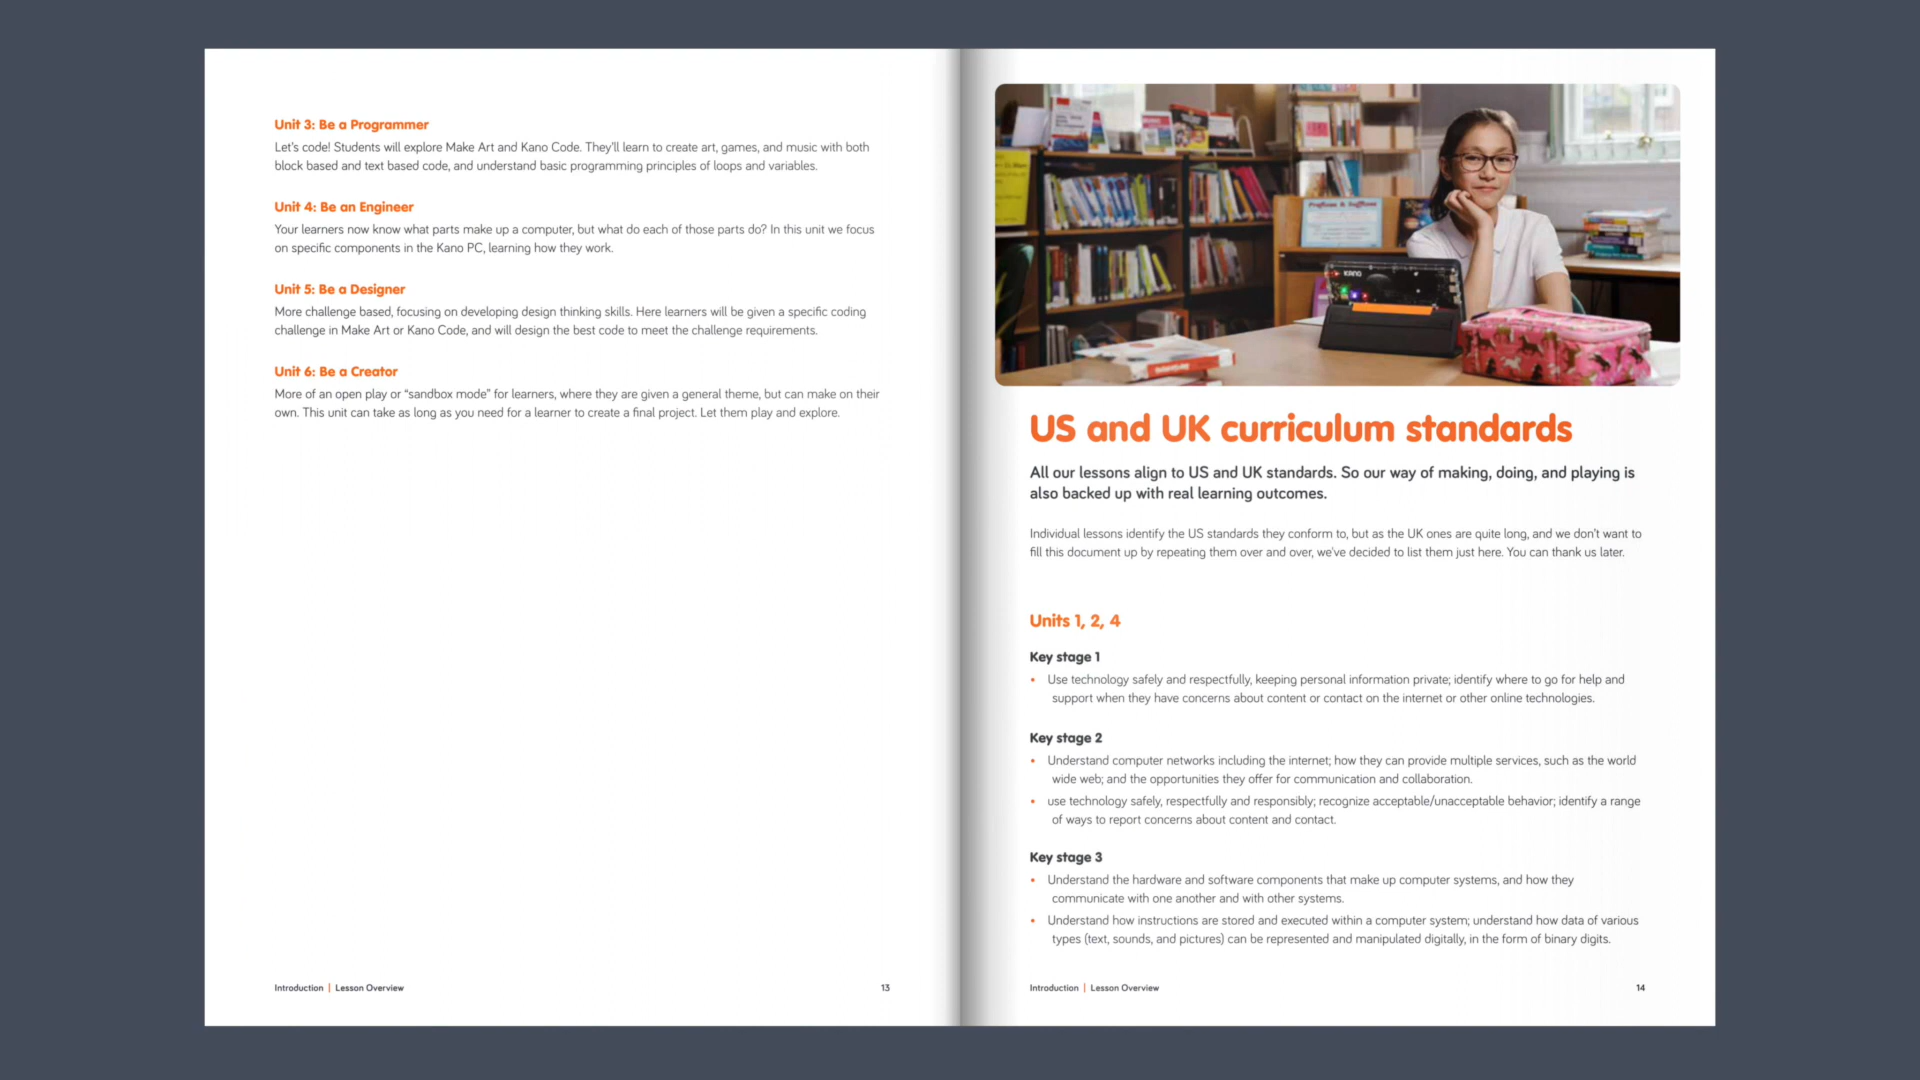 Unit 3: Be a Programmer
Let's code! Students will explore Make Art and Kano Code. They'll learn to create art, games, and music with both
block based and text based code, and understand basic programming principles of loops and variables.
Unit 4: Be an Engineer
Your learners now know what parts make up a computer, but what do each of those parts do? In this unit we focus
on specific components in the Kano PC, learning how they work.
Unit 5: Be a Designer
More challenge based, focusing on developing design thinking skills. Here learners will be given a specific coding
challenge in Make Art or Kano Code, and will design the best code to meet the challenge requirements.
Unit 6: Be a Creator
More of an open play or “sandbox mode” for learners, where they are given a general theme, but can make on their
own. This unit can take as long as you need for a learner to create a final project. Let them play and explore.
Introduction | Lesson Overview
13
Prefixes & Suffixes
KANO
US and UK curriculum standards
All our lessons align to US and UK standards. So our way of making, doing, and playing is
also backed up with real learning outcomes.
Individual lessons identify the US standards they conform to, but as the UK ones are quite long, and we don't want to
fill this document up by repeating them over and over, we've decided to list them just here. You can thank us later.
Units 1, 2, 4
Key stage 1
• Use technology safely and respectfully, keeping personal information private; identify where to go for help and
support when they have concerns about content or contact on the internet or other online technologies.
Key stage 2
• Understand computer networks including the internet; how they can provide multiple services, such as the world
wide web; and the opportunities they offer for communication and collaboration.
• use technology safely, respectfully and responsibly; recognize acceptable/unacceptable behavior; identify a range
of ways to report concerns about content and contact.
Key stage 3
• Understand the hardware and software components that make up computer systems, and how they
communicate with one another and with other systems.
• Understand how instructions are stored and executed within a computer system; understand how data of various
types (text, sounds, and pictures) can be represented and manipulated digitally, in the form of binary digits.
Introduction | Lesson Overview
14